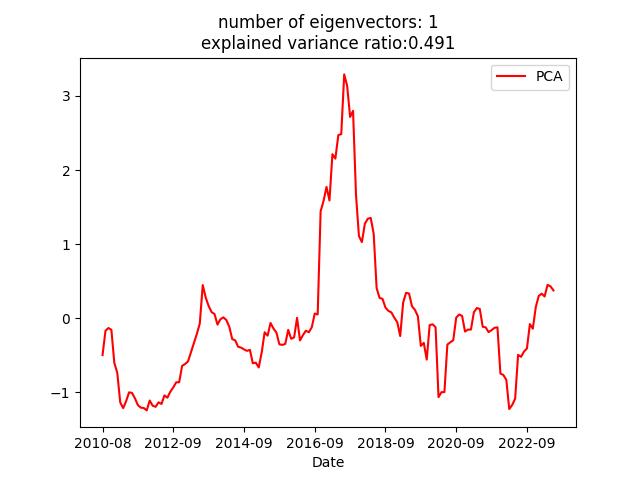 number of eigenvectors: 1
explained variance ratio:0.491
PCA
3
2
1
0
−1
2010-08 2012-09 2014-09 2016-09 2018-09 2020-09 2022-09
Date